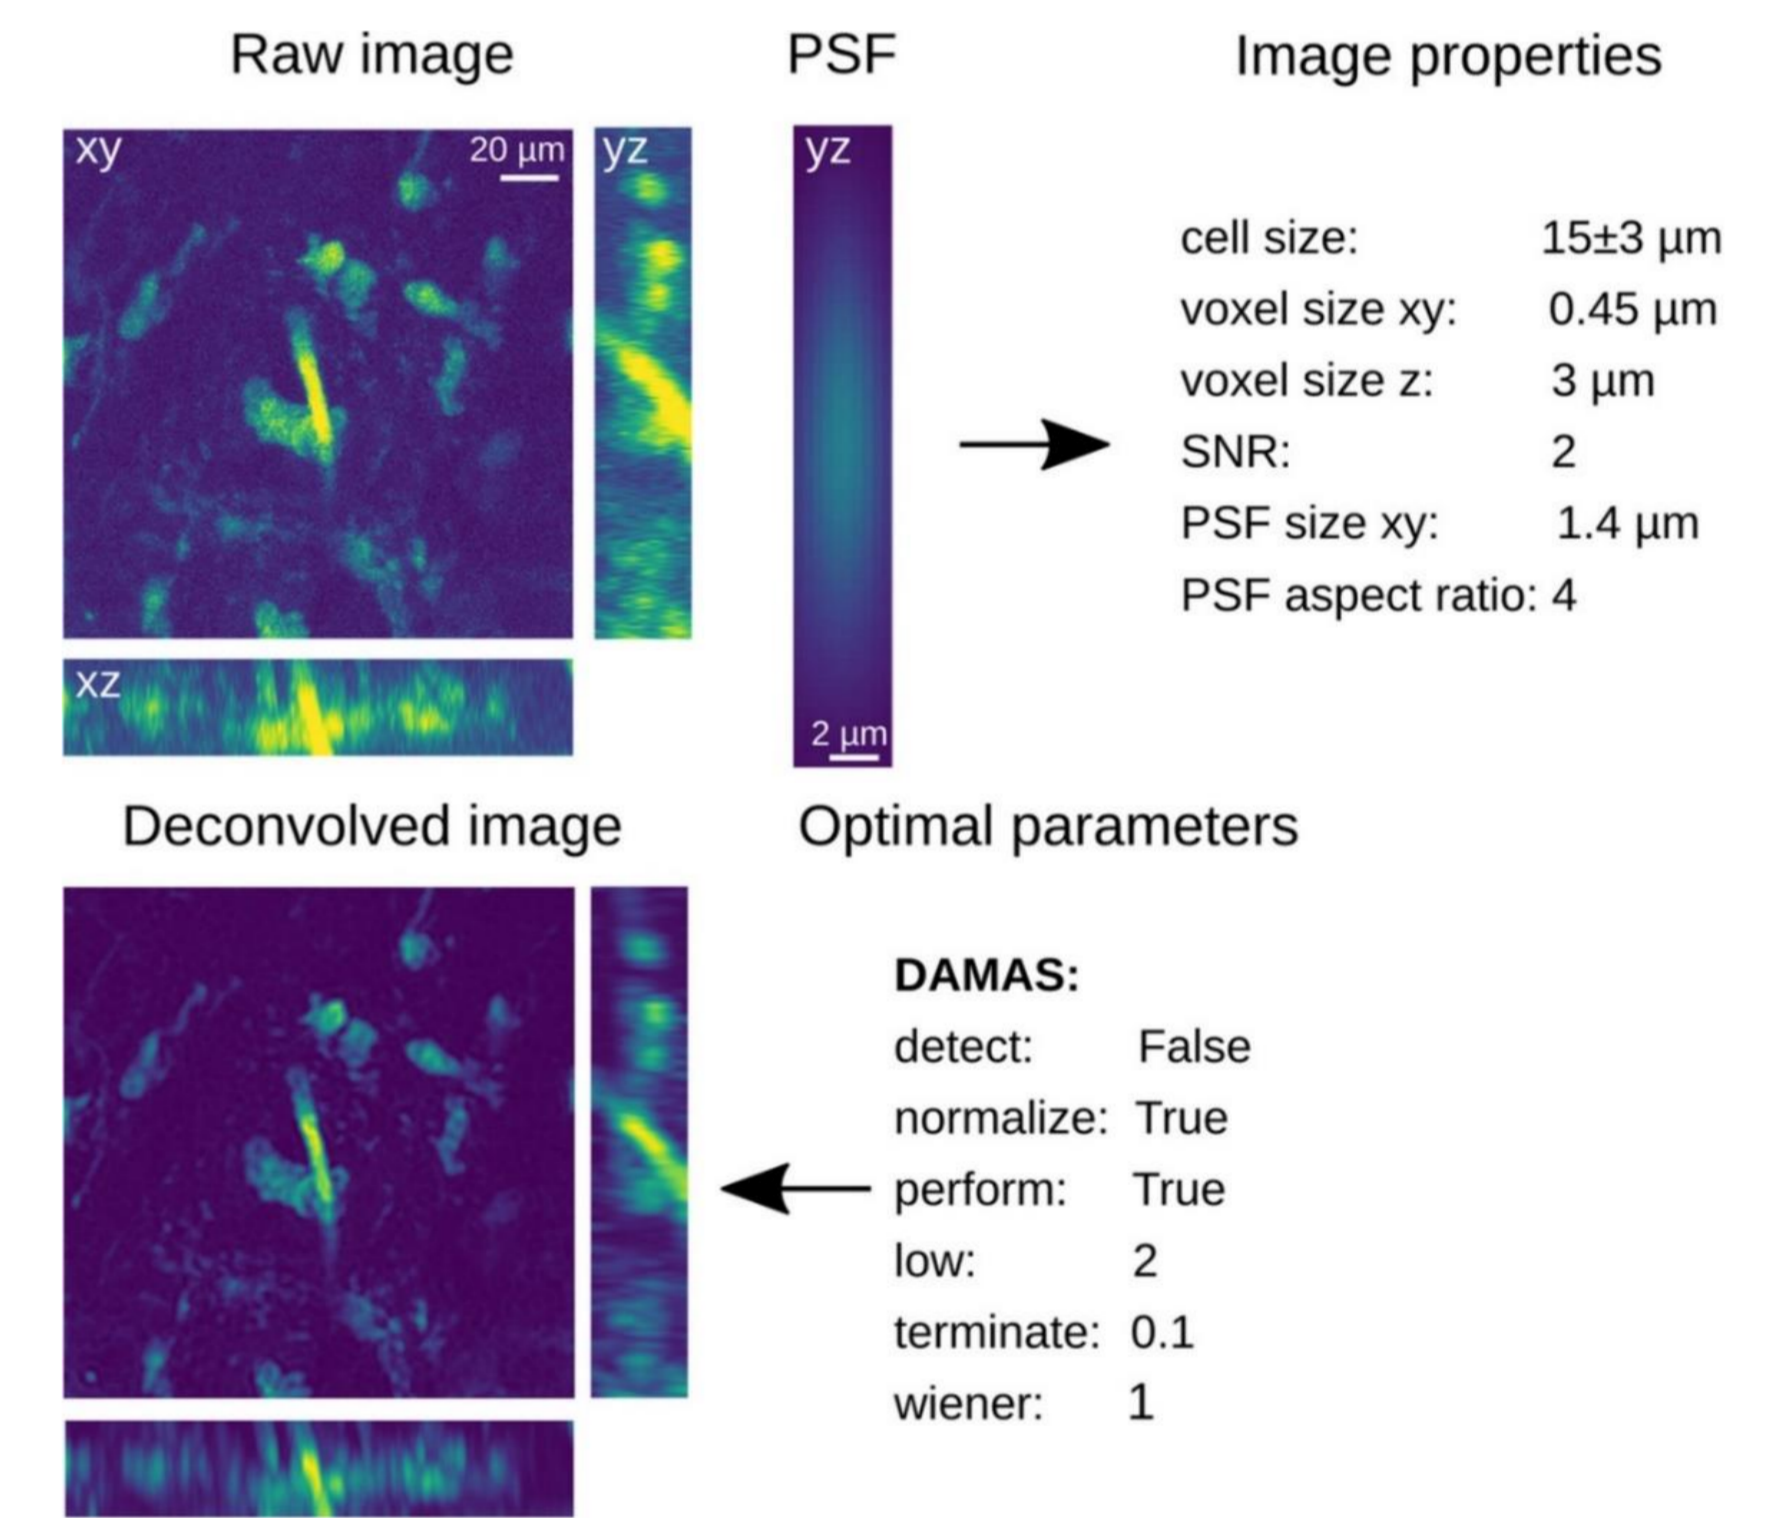 Raw image
PSF
Image properties
xy
20 µm
yz
yz
cell size: 15±3 µm
voxel size xy: 0.45 µm
voxel size z: 3 µm
SNR: 2
PSF size xy: 1.4 µm
PSF aspect ratio: 4
xz
2 µm
Deconvolved image
Optimal parameters
DAMAS:
detect: False
normalize: True
perform: True
low: 2
terminate: 0.1
wiener: 1